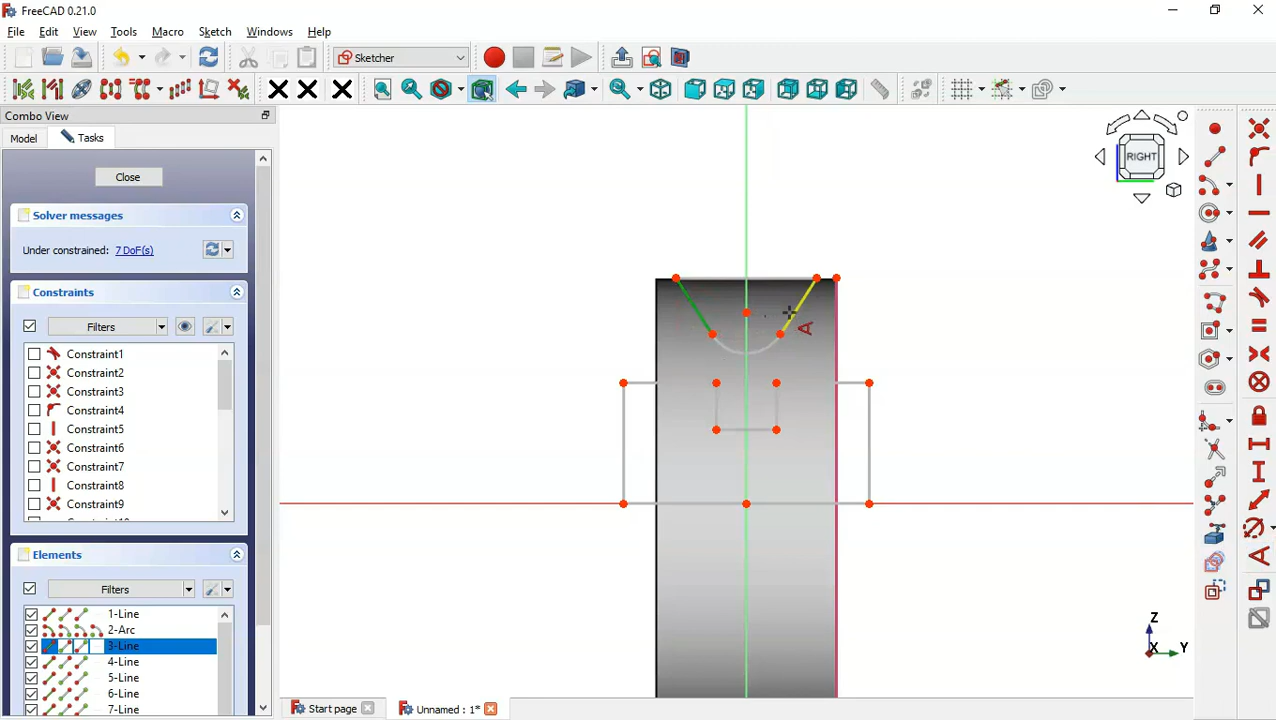 FreeCAD 0.21.0
File Edit View Tools Macro Sketch Windows Help
Sketcher
Combo View
Model Tasks
RIGHT
Close
Solver messages
Under constrained: 7 DoF(s)
Constraints
Filters
Constraint1
Constraint2
Constraint3
Constraint4
Constraint5
Constraint6
Constraint7
Constraint8
Constraint9
Elements
Filters
1-Line
2-Arc
3-Line
4-Line
5-Line
6-Line
7-Line
Z
X Y
Start page Unnamed : 1*